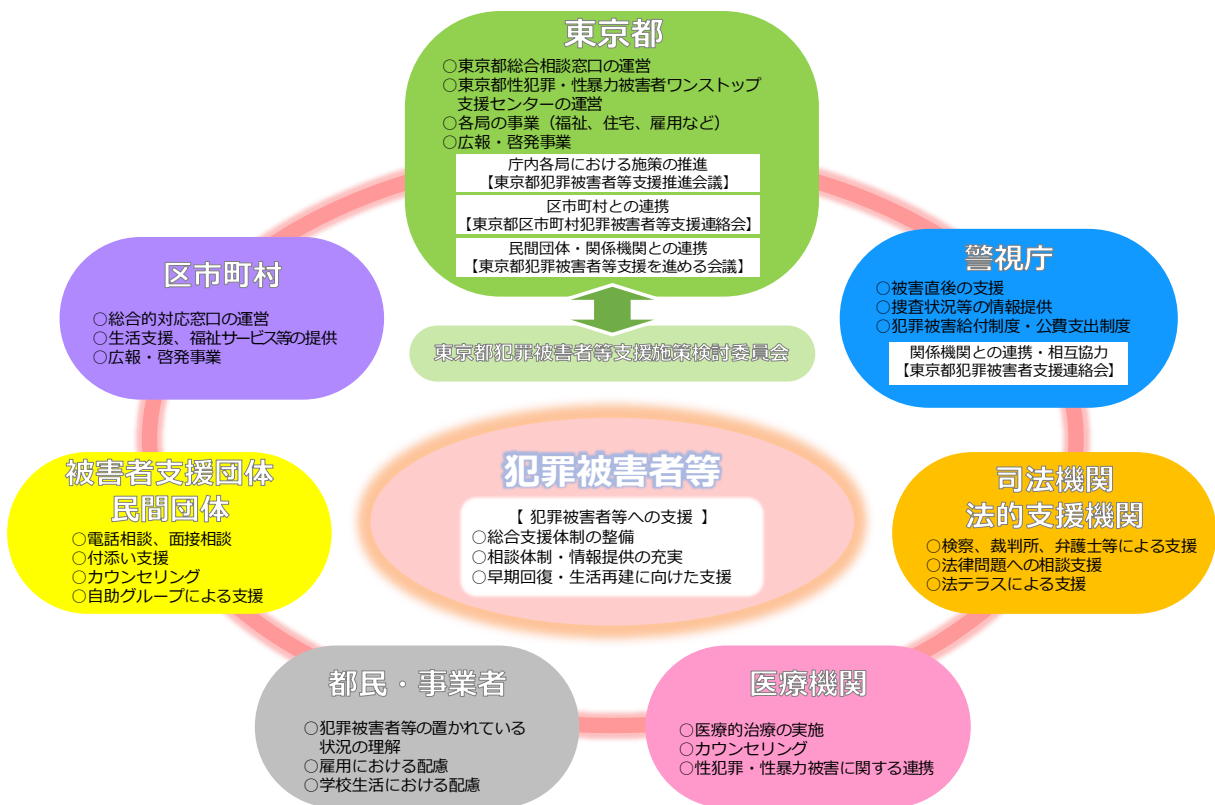 東京都
○東京都総合相談窓口の運営
○東京都性犯罪・性暴力被害者ワンストップ
支援センターの運営
○各局の事業（福祉、住宅、雇用など）
○広報・啓発事業
庁内各局における施策の推進
【東京都犯罪被害者等支援推進会議】
区市町村との連携
【東京都区市町村犯罪被害者等支援連絡会】
民間団体・関係機関との連携
【東京都犯罪被害者等支援を進める会議】
東京都犯罪被害者等支援施策検討委員会
区市町村
○総合的対応窓口の運営
○生活支援、福祉サービス等の提供
○広報・啓発事業
警視庁
○被害直後の支援
○捜査状況等の情報提供
○犯罪被害給付制度・公費支出制度
関係機関との連携・相互協力
【東京都犯罪被害者支援連絡会】
被害者支援団体
民間団体
○電話相談、面接相談
○付添い支援
○カウンセリング
○自助グループによる支援
犯罪被害者等
【 犯罪被害者等への支援 】
○総合支援体制の整備
○相談体制・情報提供の充実
○早期回復・生活再建に向けた支援
司法機関
法的支援機関
○検察、裁判所、弁護士等による支援
○法律問題への相談支援
○法テラスによる支援
都民・事業者
○犯罪被害者等の置かれている
状況の理解
○雇用における配慮
○学校生活における配慮
医療機関
○医療的治療の実施
○カウンセリング
○性犯罪・性暴力被害に関する連携